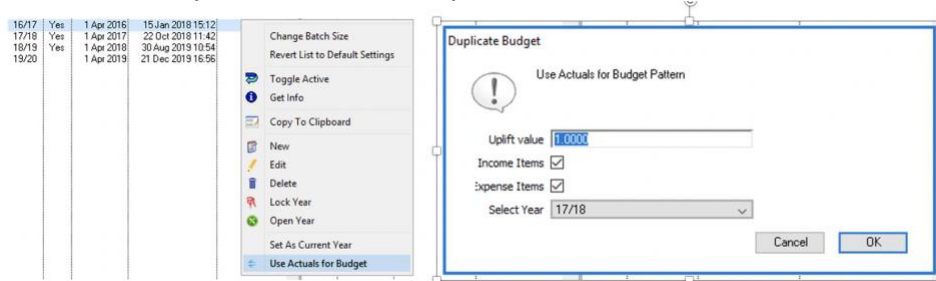 16/17 Yes 1 Apr 2016 15 Jan 2018 15:12
17/18 Yes 1 Apr 2017 22 Oct 2018 11:42
18/19 Yes 1 Apr 2018 30 Aug 2019 10:54
19/20 1 Apr 2019 21 Dec 2019 16:56
Change Batch Size
Revert List to Default Settings
Toggle Active
Get Info
Copy To Clipboard
New
Edit
Delete
Lock Year
Open Year
Set As Current Year
Use Actuals for Budget
Duplicate Budget
Use Actuals for Budget Pattern
Uplift value 1.0000
Income Items
Expense Items
Select Year 17/18
Cancel OK